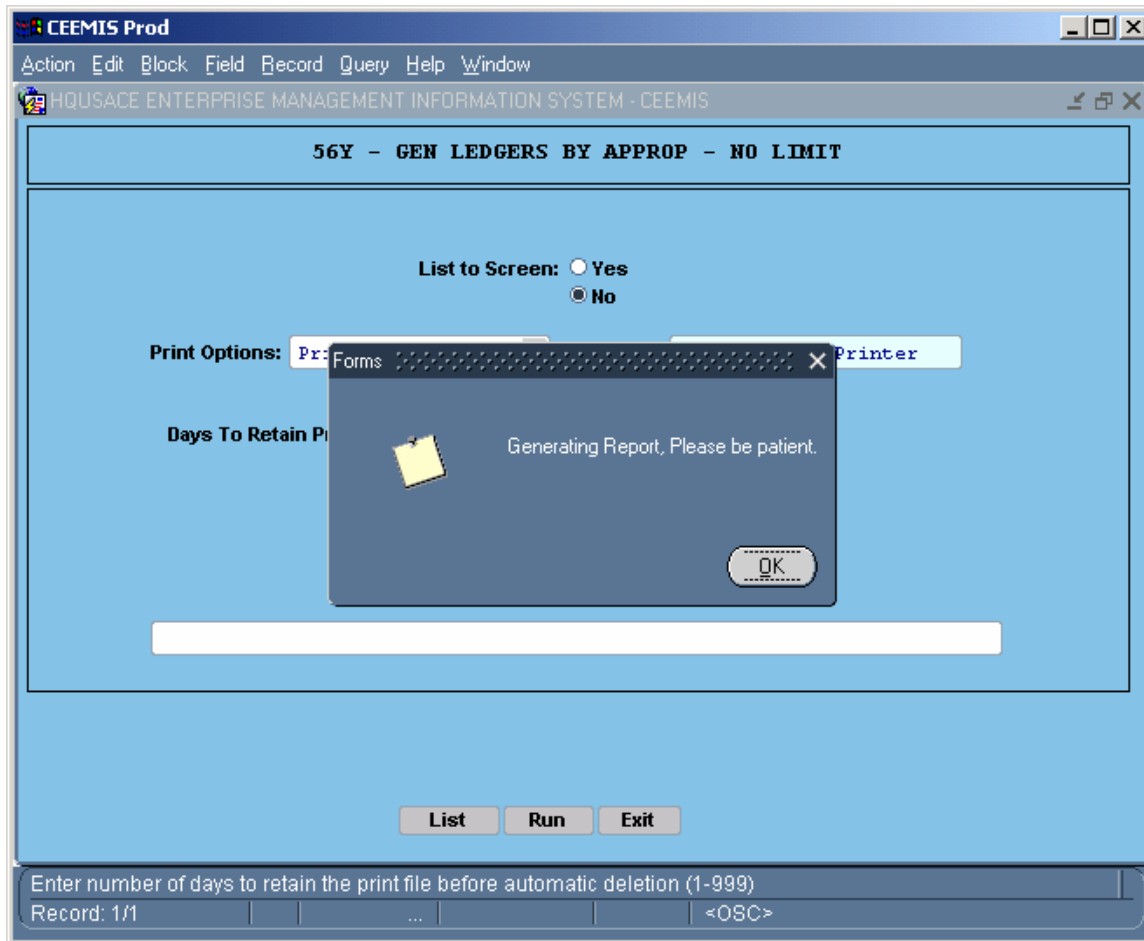 CEEMIS Prod
Action Edit Block Field Record Query Help Window
HQUSACE ENTERPRISE MANAGEMENT INFORMATION SYSTEM - CEEMIS
56Y - GEN LEDGERS BY APPROP - NO LIMIT
List to Screen: Yes
No
Print Options: Printer
Forms
Days To Retain
Generating Report, Please be patient.
OK
List Run Exit
Enter number of days to retain the print file before automatic deletion (1-999)
Record: 1/1 ... <OSC>